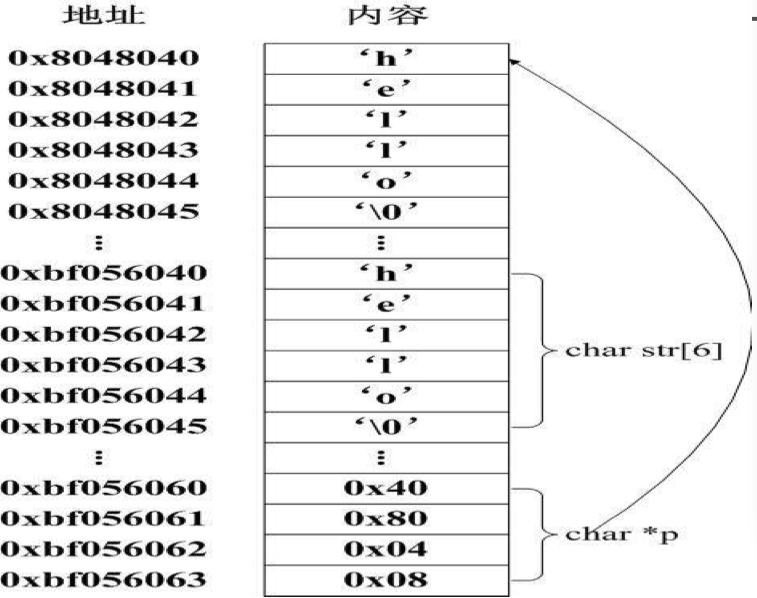 地址 内容
0x8048040 ‘h’
0x8048041 ‘e’
0x8048042 ‘l’
0x8048043 ‘l’
0x8048044 ‘o’
0x8048045 ‘\0’
⋮ ⋮
0xbf056040 ‘h’
0xbf056041 ‘e’
0xbf056042 ‘l’
char str[6]
0xbf056043 ‘l’
0xbf056044 ‘o’
0xbf056045 ‘\0’
⋮ ⋮
0xbf056060 0x40
0xbf056061 0x80
char *p
0xbf056062 0x04
0xbf056063 0x08